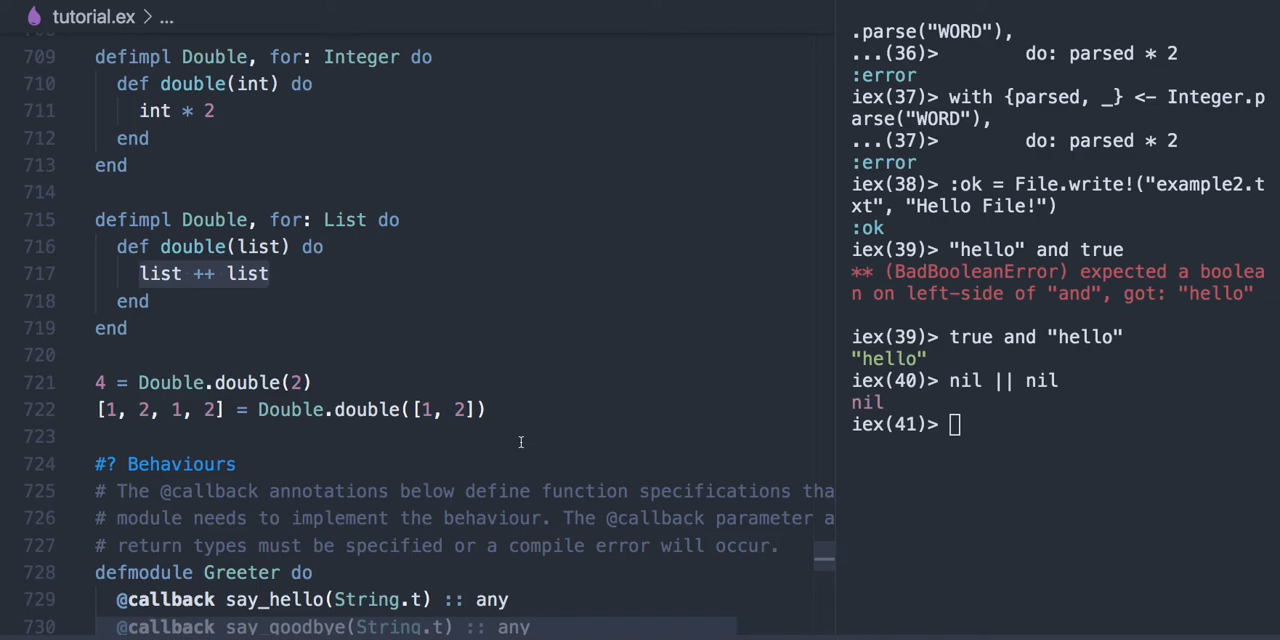 tutorial.ex > ...
709 defimpl Double, for: Integer do
710 def double(int) do
711 int * 2
712 end
713 end
714
715 defimpl Double, for: List do
716 def double(list) do
717 list ++ list
718 end
719 end
720
721 4 = Double.double(2)
722 [1, 2, 1, 2] = Double.double([1, 2])
723
724 #? Behaviours
725 # The @callback annotations below define function specifications tha
726 # module needs to implement the behaviour. The @callback parameter a
727 # return types must be specified or a compile error will occur.
728 defmodule Greeter do
729 @callback say_hello(String.t) :: any
730 @callback say_goodbye(String.t) :: any
.parse("WORD"),
...(36)> do: parsed * 2
:error
iex(37)> with {parsed, _} <- Integer.p
arse("WORD"),
...(37)> do: parsed * 2
:error
iex(38)> :ok = File.write!("example2.t
xt", "Hello File!")
:ok
iex(39)> "hello" and true
** (BadBooleanError) expected a boolea
n on left-side of "and", got: "hello"
iex(39)> true and "hello"
"hello"
iex(40)> nil || nil
nil
iex(41)>